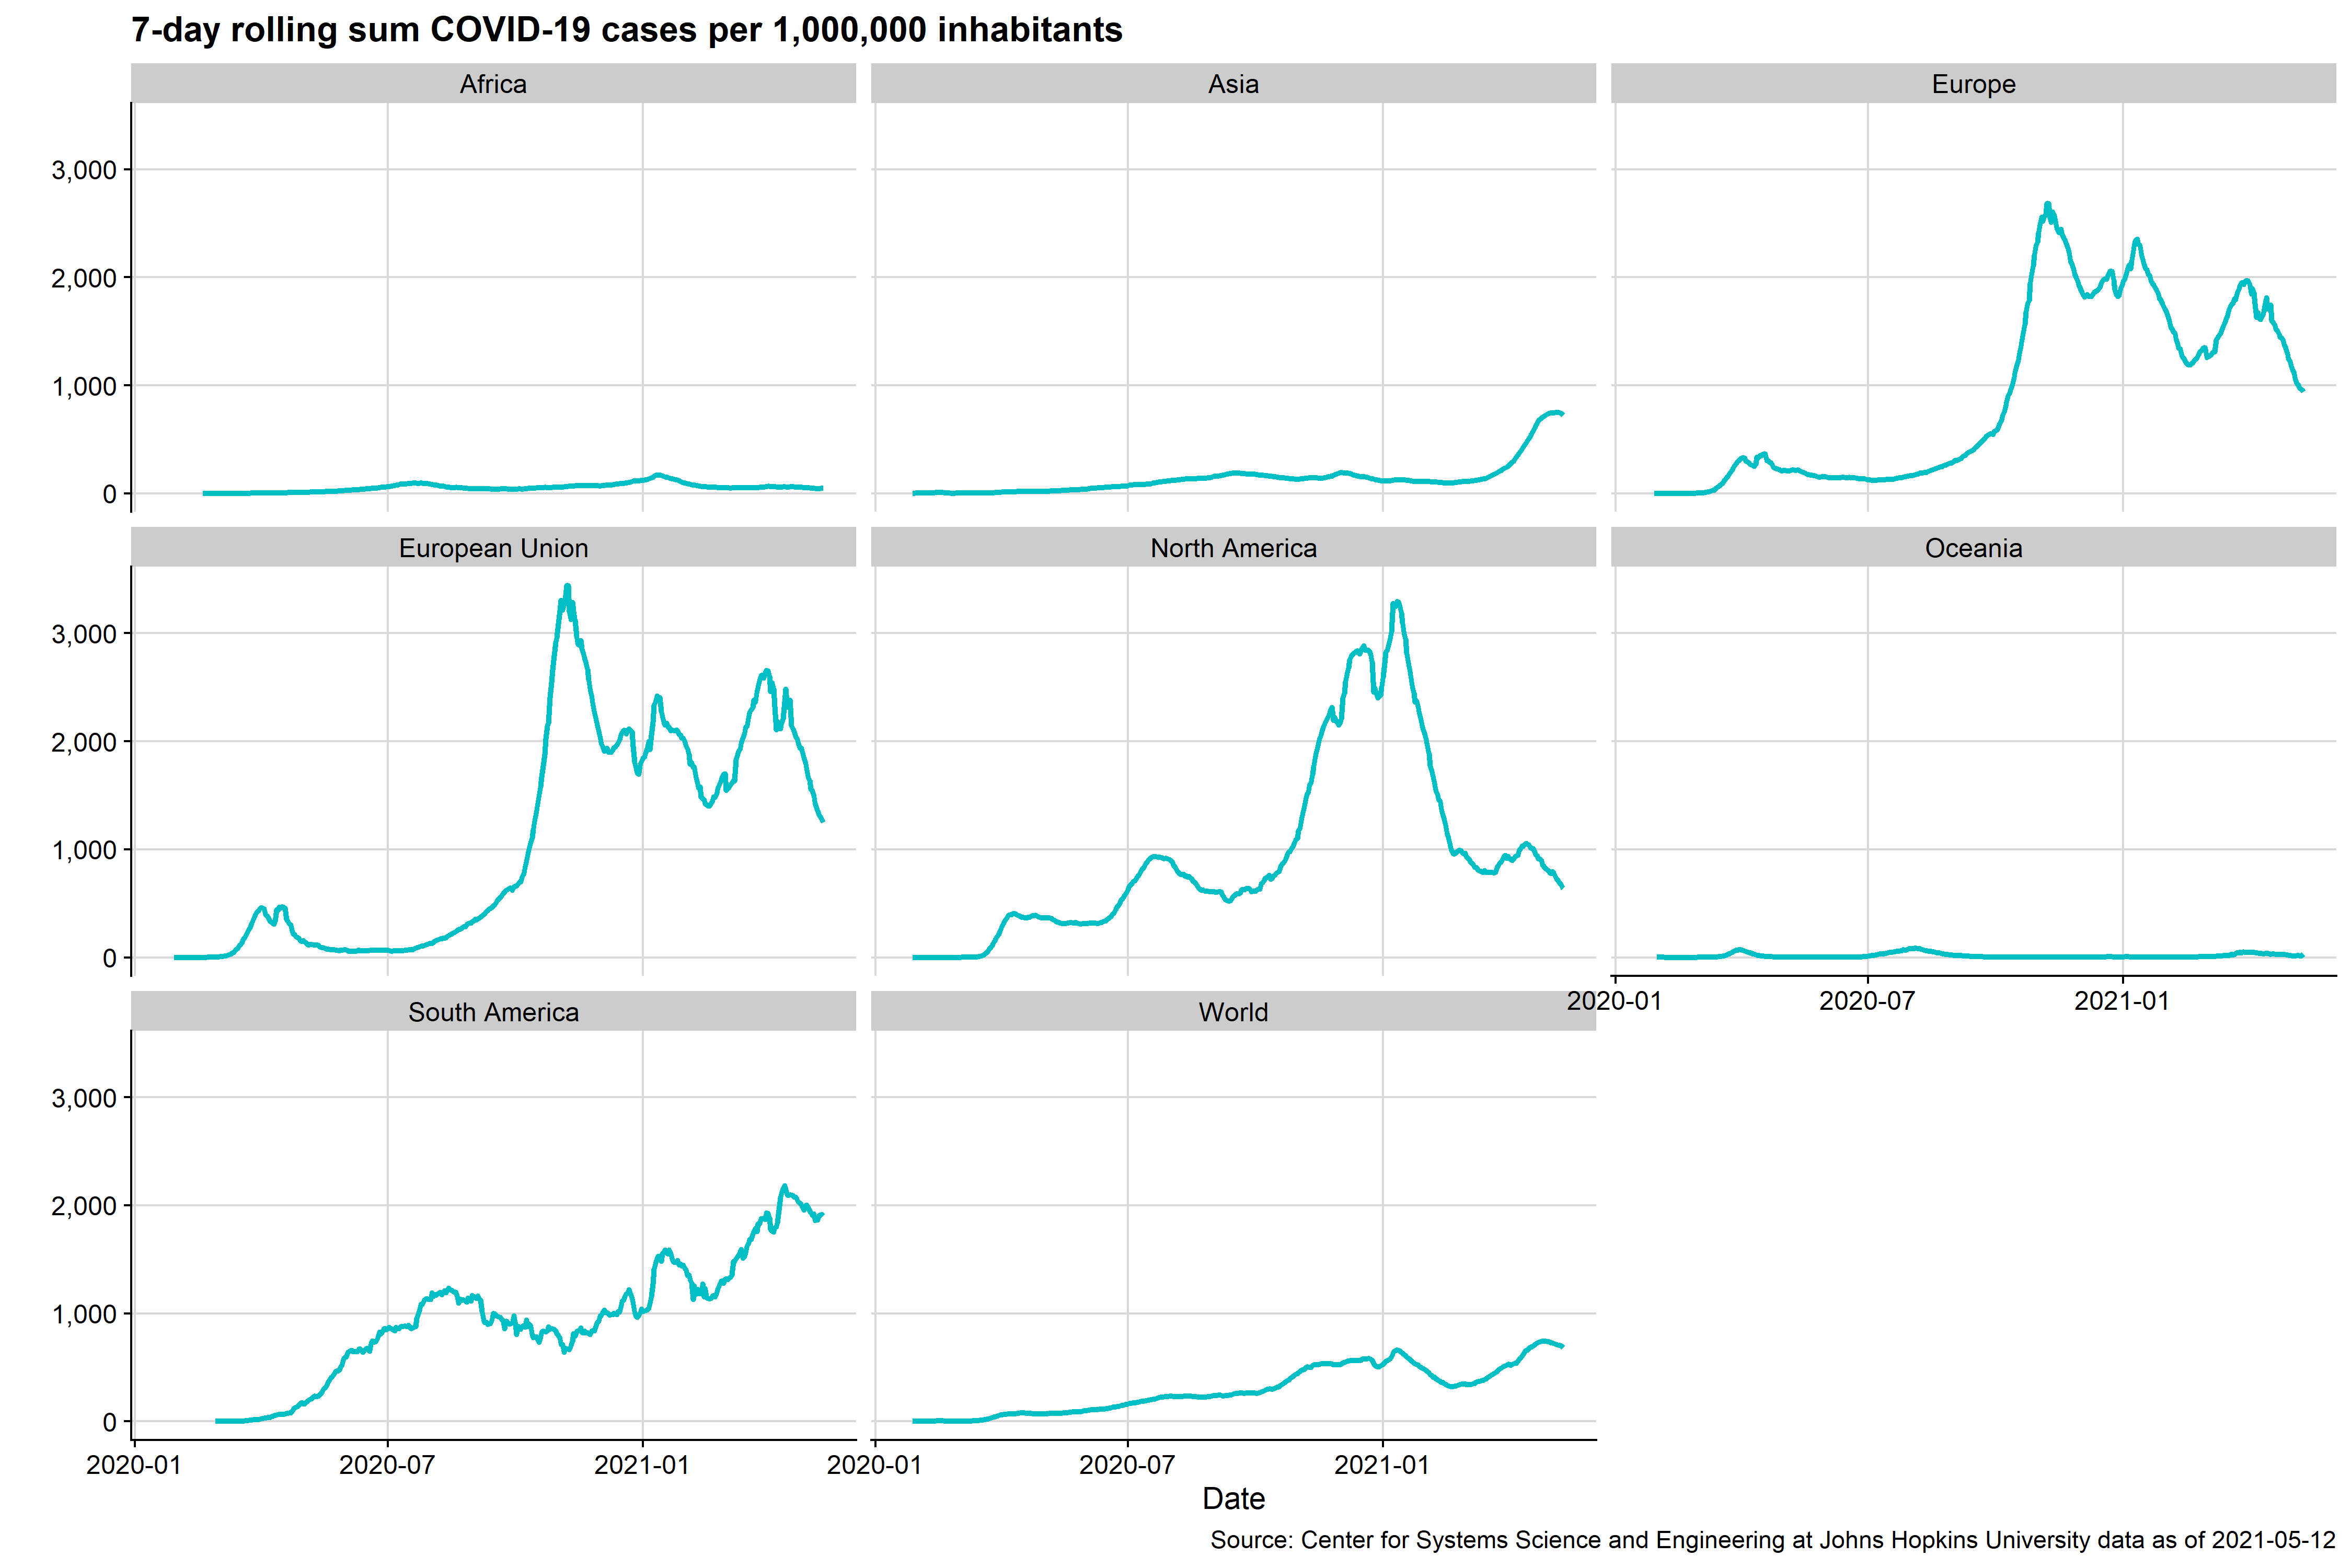 7-day rolling sum COVID-19 cases per 1,000,000 inhabitants
Africa
Asia
Europe
3,000
2,000
1,000
0
European Union
North America
Oceania
3,000
2,000
1,000
0
2020-01
2020-07
2021-01
South America
World
3,000
2,000
1,000
0
2020-01
2020-07
2021-01
2020-01
2020-07
2021-01
Date
Source: Center for Systems Science and Engineering at Johns Hopkins University data as of 2021-05-12